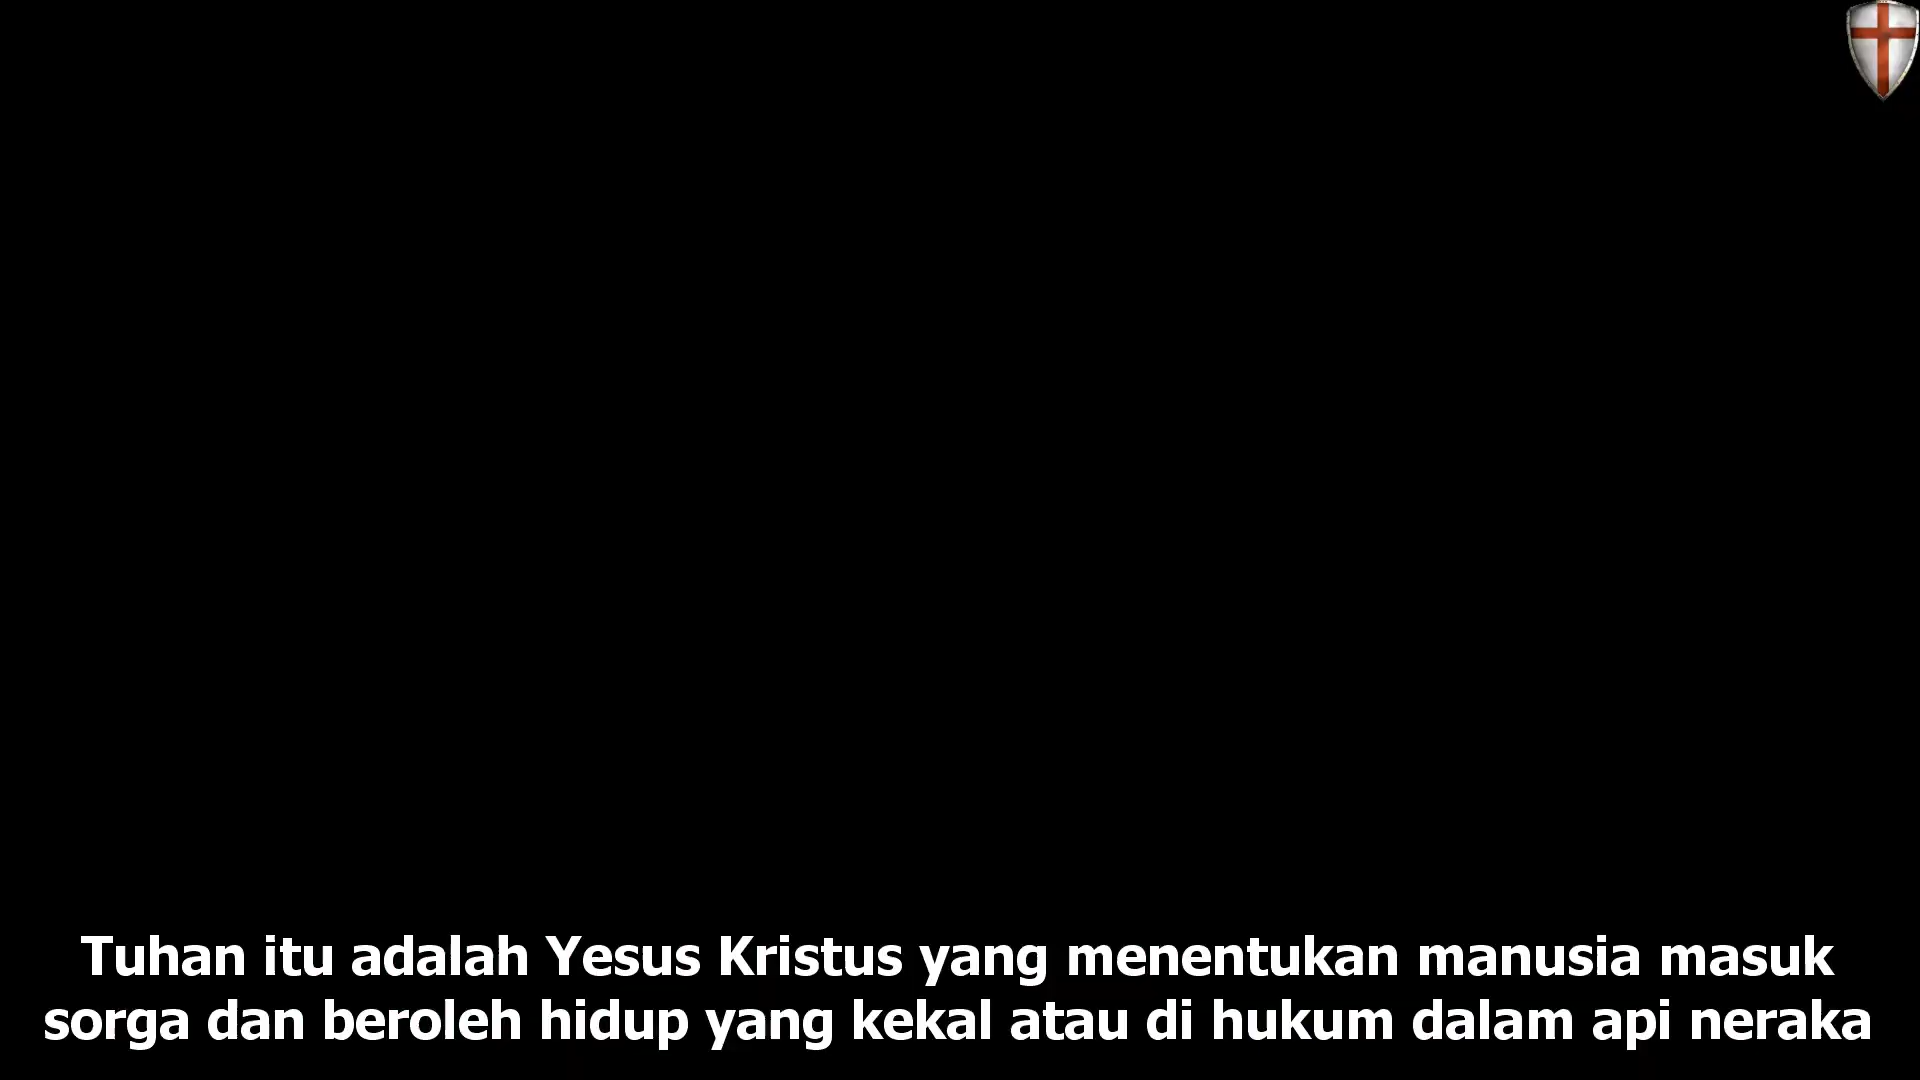 Tuhan itu adalah Yesus Kristus yang menentukan manusia masuk
sorga dan beroleh hidup yang kekal atau di hukum dalam api neraka